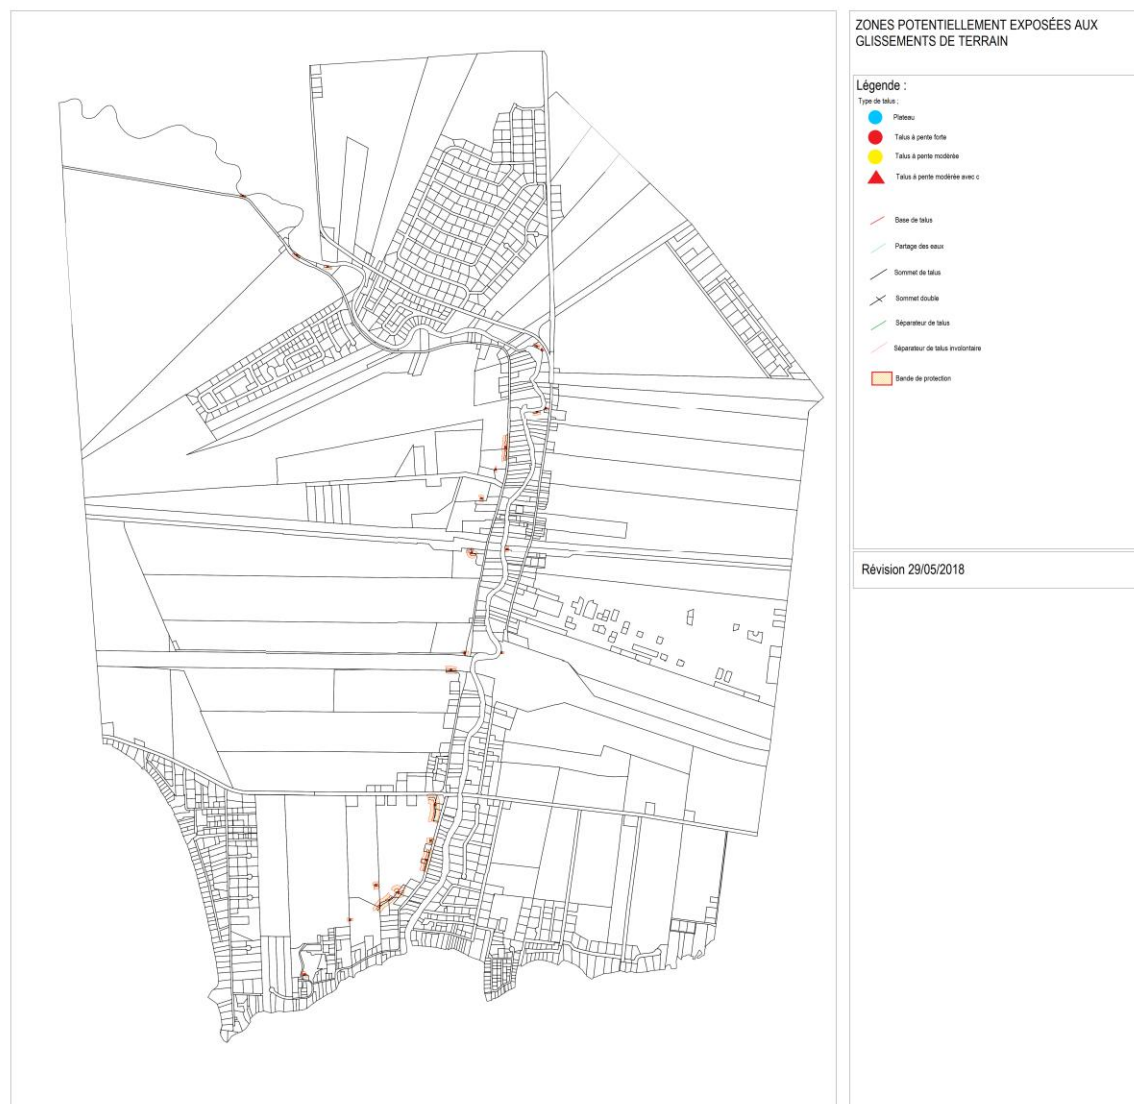 ZONES POTENTIELLEMENT EXPOSÉES AUX
GLISSEMENTS DE TERRAIN
Légende :
Type de talus ;
Plateau
Talus à pente forte
Talus à pente modérée
Talus à pente modérée avec c
Base de talus
Partage des eaux
Sommet de talus
Sommet double
Séparateur de talus
Séparateur de talus involontaire
Bande de protection
Révision 29/05/2018